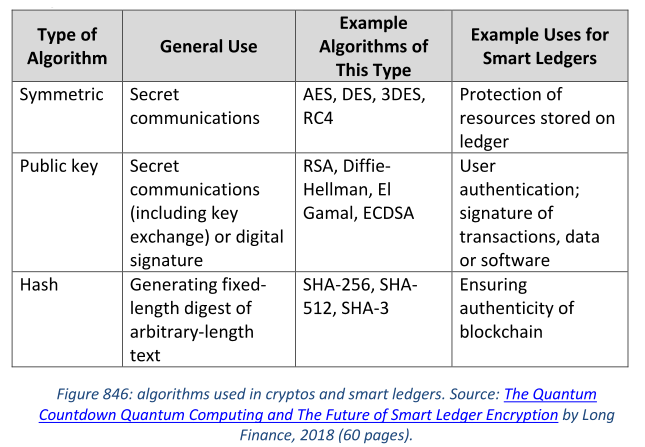 Type of
Algorithm
General Use
Example
Algorithms of
This Type
Example Uses for
Smart Ledgers
Symmetric
Secret
communications
AES, DES, 3DES,
RC4
Protection of
resources stored on
ledger
Public key
Secret
communications
(including key
exchange) or digital
signature
RSA, Diffie-
Hellman, El
Gamal, ECDSA
User
authentication;
signature of
transactions, data
or software
Hash
Generating fixed-
length digest of
arbitrary-length
text
SHA-256, SHA-
512, SHA-3
Ensuring
authenticity of
blockchain
Figure 846: algorithms used in cryptos and smart ledgers. Source: The Quantum
Countdown Quantum Computing and The Future of Smart Ledger Encryption by Long
Finance, 2018 (60 pages).